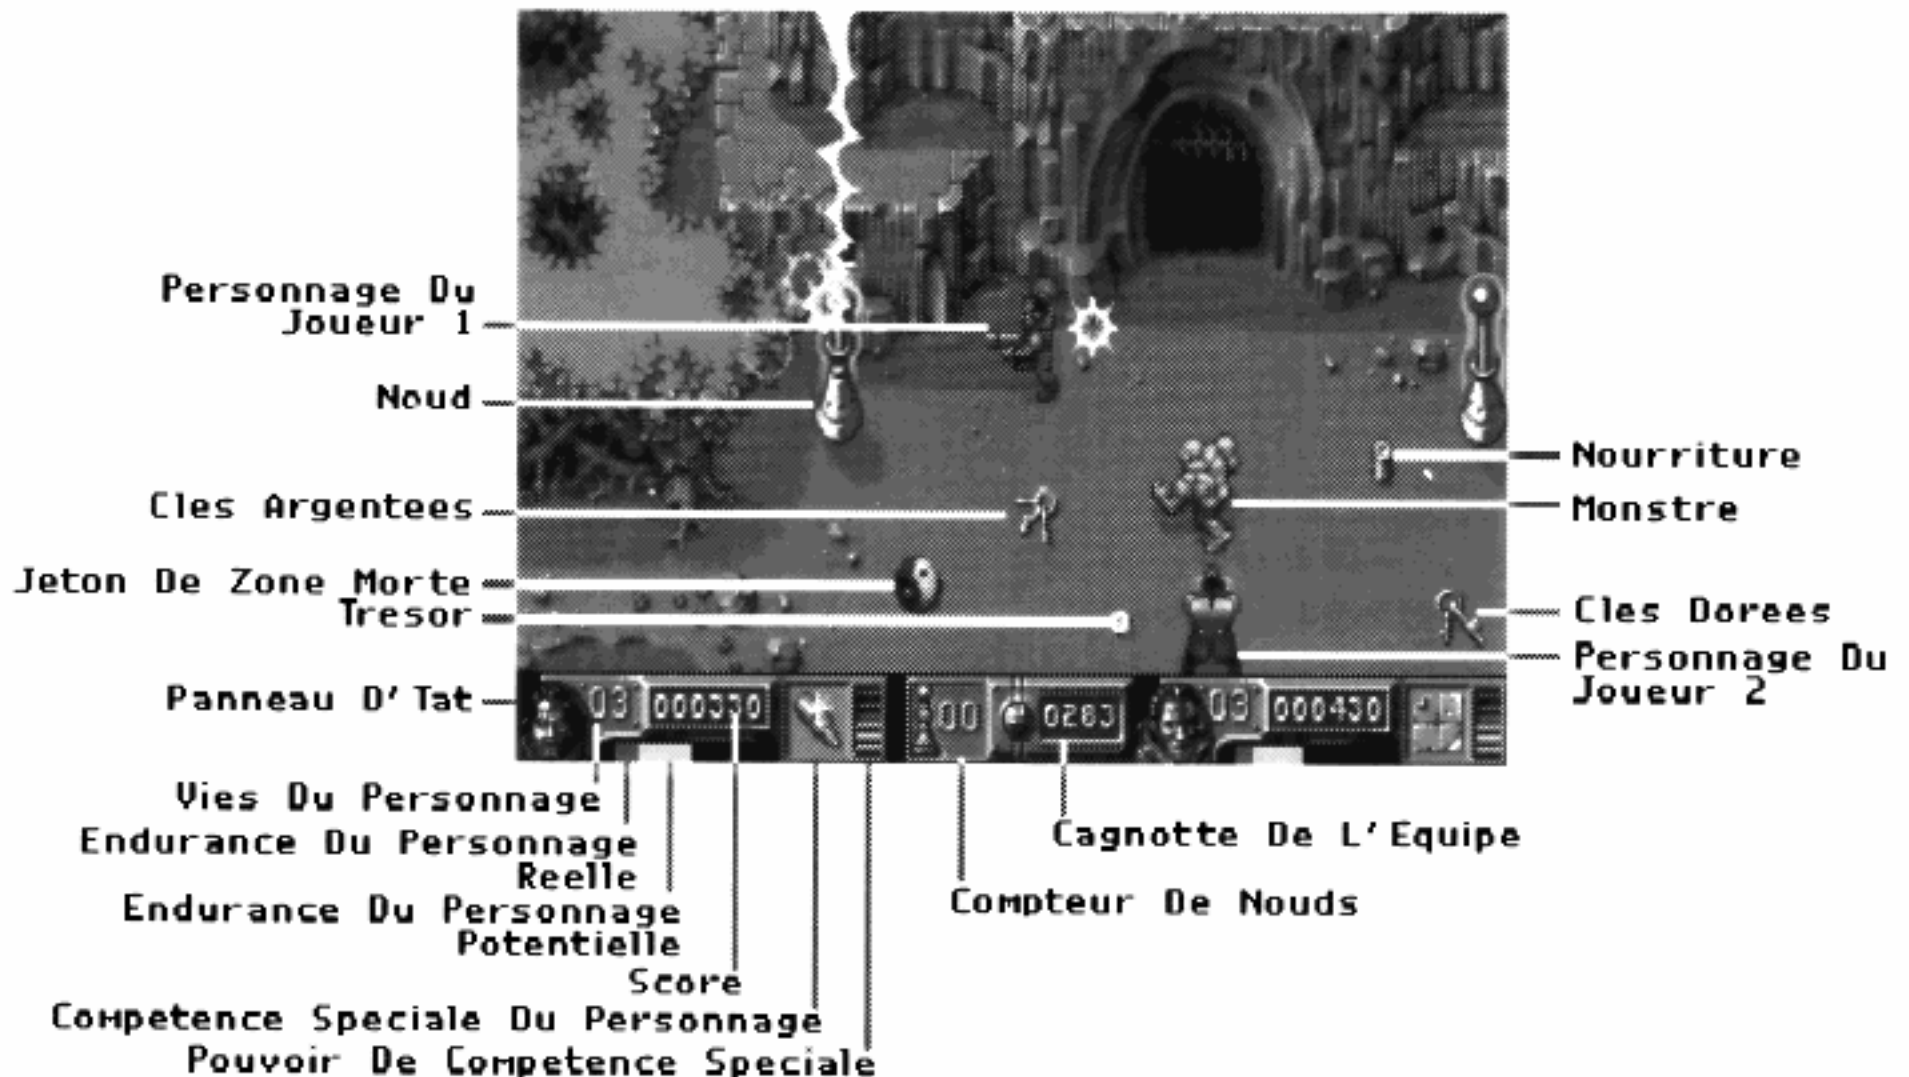 Personnage Du
Joueur 1
Noud
Cles Argentees
Jeton De Zone Morte
Tresor
Panneau D'Tat
Nourriture
Monstre
Cles Dorees
Personnage Du
Joueur 2
03
000330
00
0283
03
000430
Vies Du Personnage
Endurance Du Personnage
Reelle
Endurance Du Personnage
Potentielle
Score
Competence Speciale Du Personnage
Pouvoir De Competence Speciale
Cagnotte De L'Equipe
Compteur De Nouds